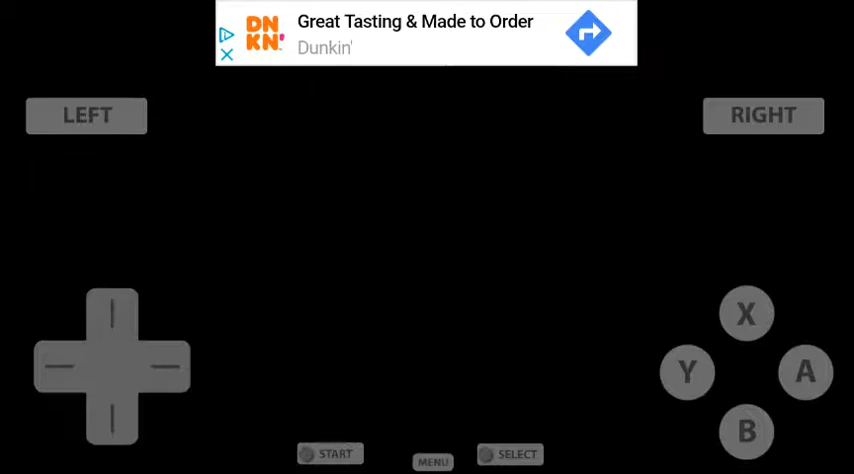 DN
KN'
Great Tasting & Made to Order
Dunkin'
LEFT
RIGHT
X
Y
A
B
START
MENU
SELECT